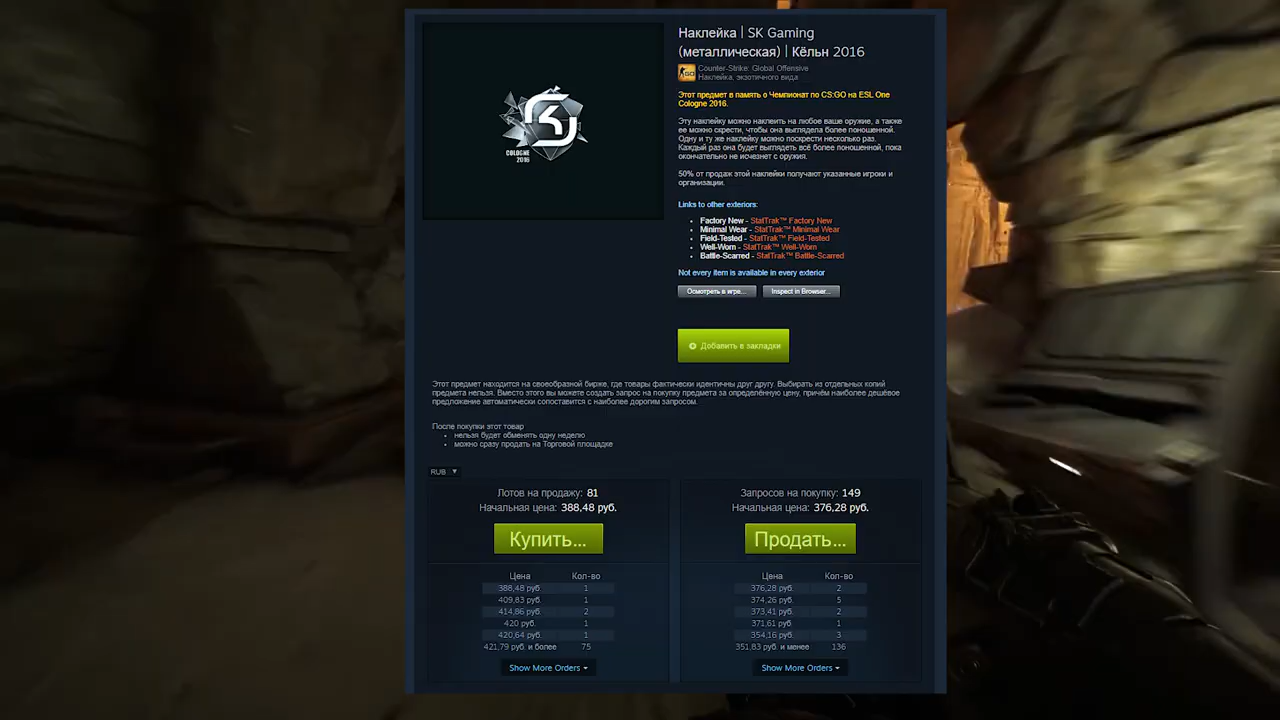 Наклейка | SK Gaming
(металлическая) | Кёльн 2016
Counter-Strike: Global Offensive
Наклейка, экзотичного вида
Этот предмет в память о Чемпионат по CS:GO на ESL One
Cologne 2016.
COLOGNE
2016
Эту наклейку можно наклеить на любое ваше оружие, а также
ее можно скрести, чтобы она выглядела более поношенной.
Одну и ту же наклейку можно поскрести несколько раз.
Каждый раз она будет выглядеть всё более поношенной, пока
окончательно не исчезнет с оружия.
50% от продаж этой наклейки получают указанные игроки и
организации.
Links to other exteriors:
Factory New - StatTrak™ Factory New
Minimal Wear - StatTrak™ Minimal Wear
Field-Tested - StatTrak™ Field-Tested
Well-Worn - StatTrak™ Well-Worn
Battle-Scarred - StatTrak™ Battle-Scarred
Not every item is available in every exterior
Осмотреть в игре... Inspect in Browser...
Добавить в закладки
Этот предмет находится на своеобразной бирже, где товары фактически идентичны друг другу. Выбирать из отдельных копий
предмета нельзя. Вместо этого вы можете создать запрос на покупку предмета за определённую цену, причём наиболее дешёвое
предложение автоматически сопоставится с наиболее дорогим запросом.
После покупки этот товар
нельзя будет обменять одну неделю
можно сразу продать на Торговой площадке
RUB
Лотов на продажу: 81 Запросов на покупку: 149
Начальная цена: 388,48 руб. Начальная цена: 376,28 руб.
Купить... Продать...
Цена Кол-во Цена Кол-во
388,48 руб. 1 376,28 руб. 2
409,83 руб. 1 374,26 руб. 5
414,86 руб. 2 373,41 руб. 2
420 руб. 1 371,61 руб. 1
420,64 руб. 1 354,16 руб. 3
421,79 руб. и более 75 351,83 руб. и менее 136
Show More Orders Show More Orders